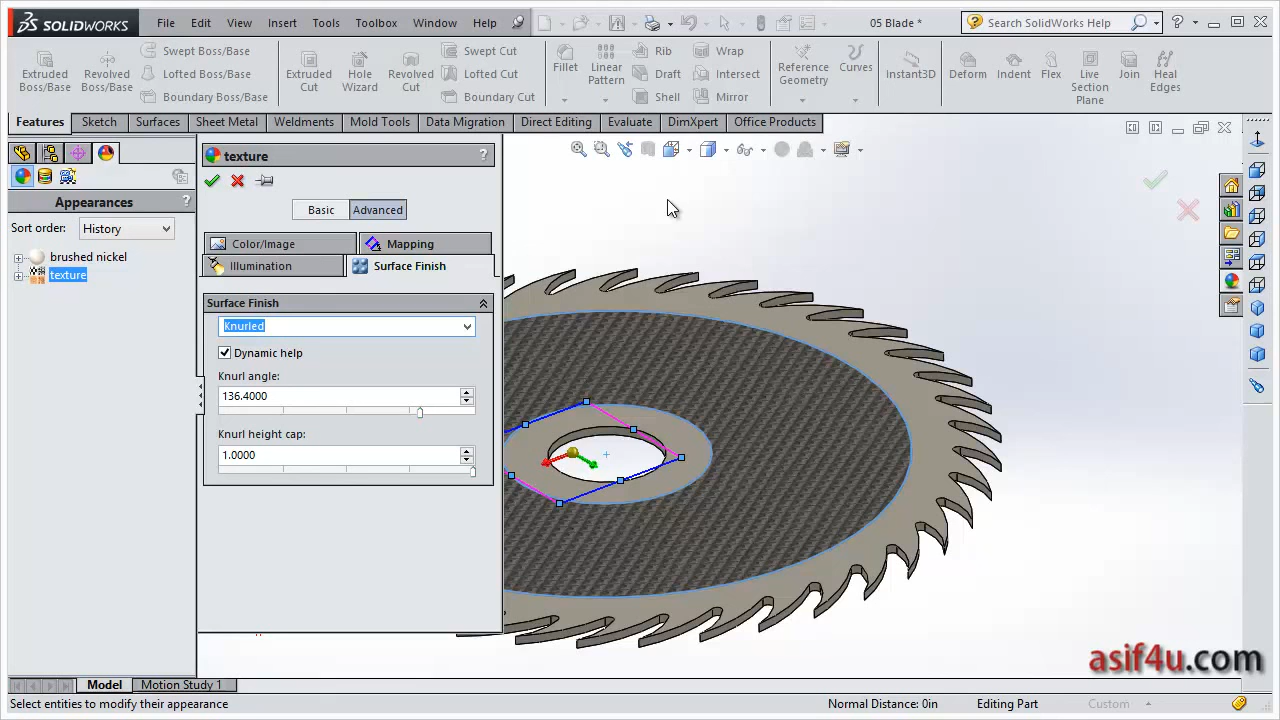 SOLIDWORKS File Edit View Insert Tools Toolbox Window Help 05 Blade * Search SolidWorks Help ?
Extruded Boss/Base
Revolved Boss/Base
Swept Boss/Base
Lofted Boss/Base
Boundary Boss/Base
Extruded Cut
Hole Wizard
Revolved Cut
Swept Cut
Lofted Cut
Boundary Cut
Fillet
Linear Pattern
Rib
Draft
Shell
Wrap
Intersect
Mirror
Reference Geometry
Curves
Instant3D
Deform
Indent
Flex
Live Section Plane
Join
Heal Edges
Features Sketch Surfaces Sheet Metal Weldments Mold Tools Data Migration Direct Editing Evaluate DimXpert Office Products
Appearances ?
Sort order: History
brushed nickel
texture
texture ?
Basic Advanced
Color/Image Mapping
Illumination Surface Finish
Surface Finish
Knurled
Dynamic help
Knurl angle:
136.4000
Knurl height cap:
1.0000
asif4u.com
Model Motion Study 1
Select entities to modify their appearance Normal Distance: 0in Editing Part Custom